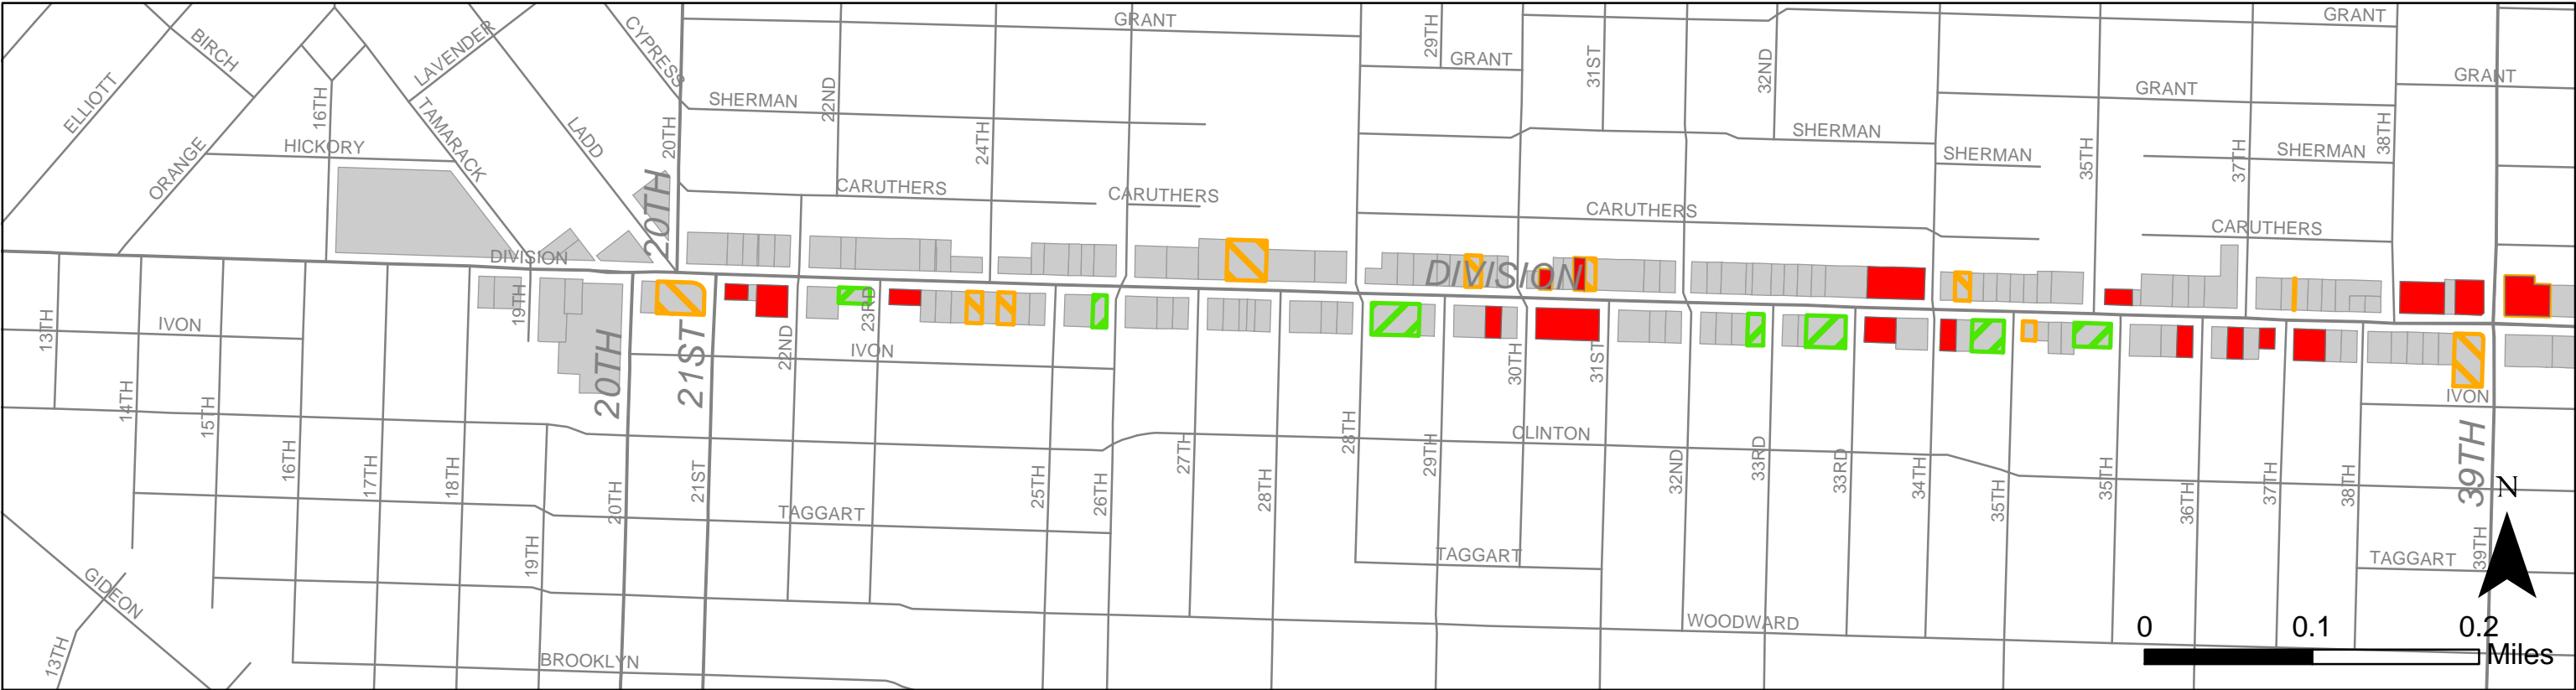 GRANT
GRANT
BIRCH
LAVENDER
CYPRESS
29TH
GRANT
31ST
32ND
GRANT
GRANT
ELLIOTT
16TH
TAMARACK
LADD
SHERMAN
22ND
20TH
24TH
SHERMAN
SHERMAN
35TH
37TH
SHERMAN
38TH
ORANGE
HICKORY
CARUTHERS
CARUTHERS
CARUTHERS
CARUTHERS
20TH
DIVISION
DIVISION
13TH
IVON
19TH
20TH
21ST
22ND
23RD
IVON
30TH
31ST
IVON
14TH
15TH
16TH
17TH
18TH
19TH
20TH
21ST
25TH
26TH
27TH
28TH
28TH
29TH
CLINTON
32ND
33RD
33RD
34TH
35TH
35TH
36TH
37TH
38TH
39TH
39TH
TAGGART
TAGGART
TAGGART
GIDEON
13TH
BROOKLYN
WOODWARD
N
0 0.1 0.2
Miles